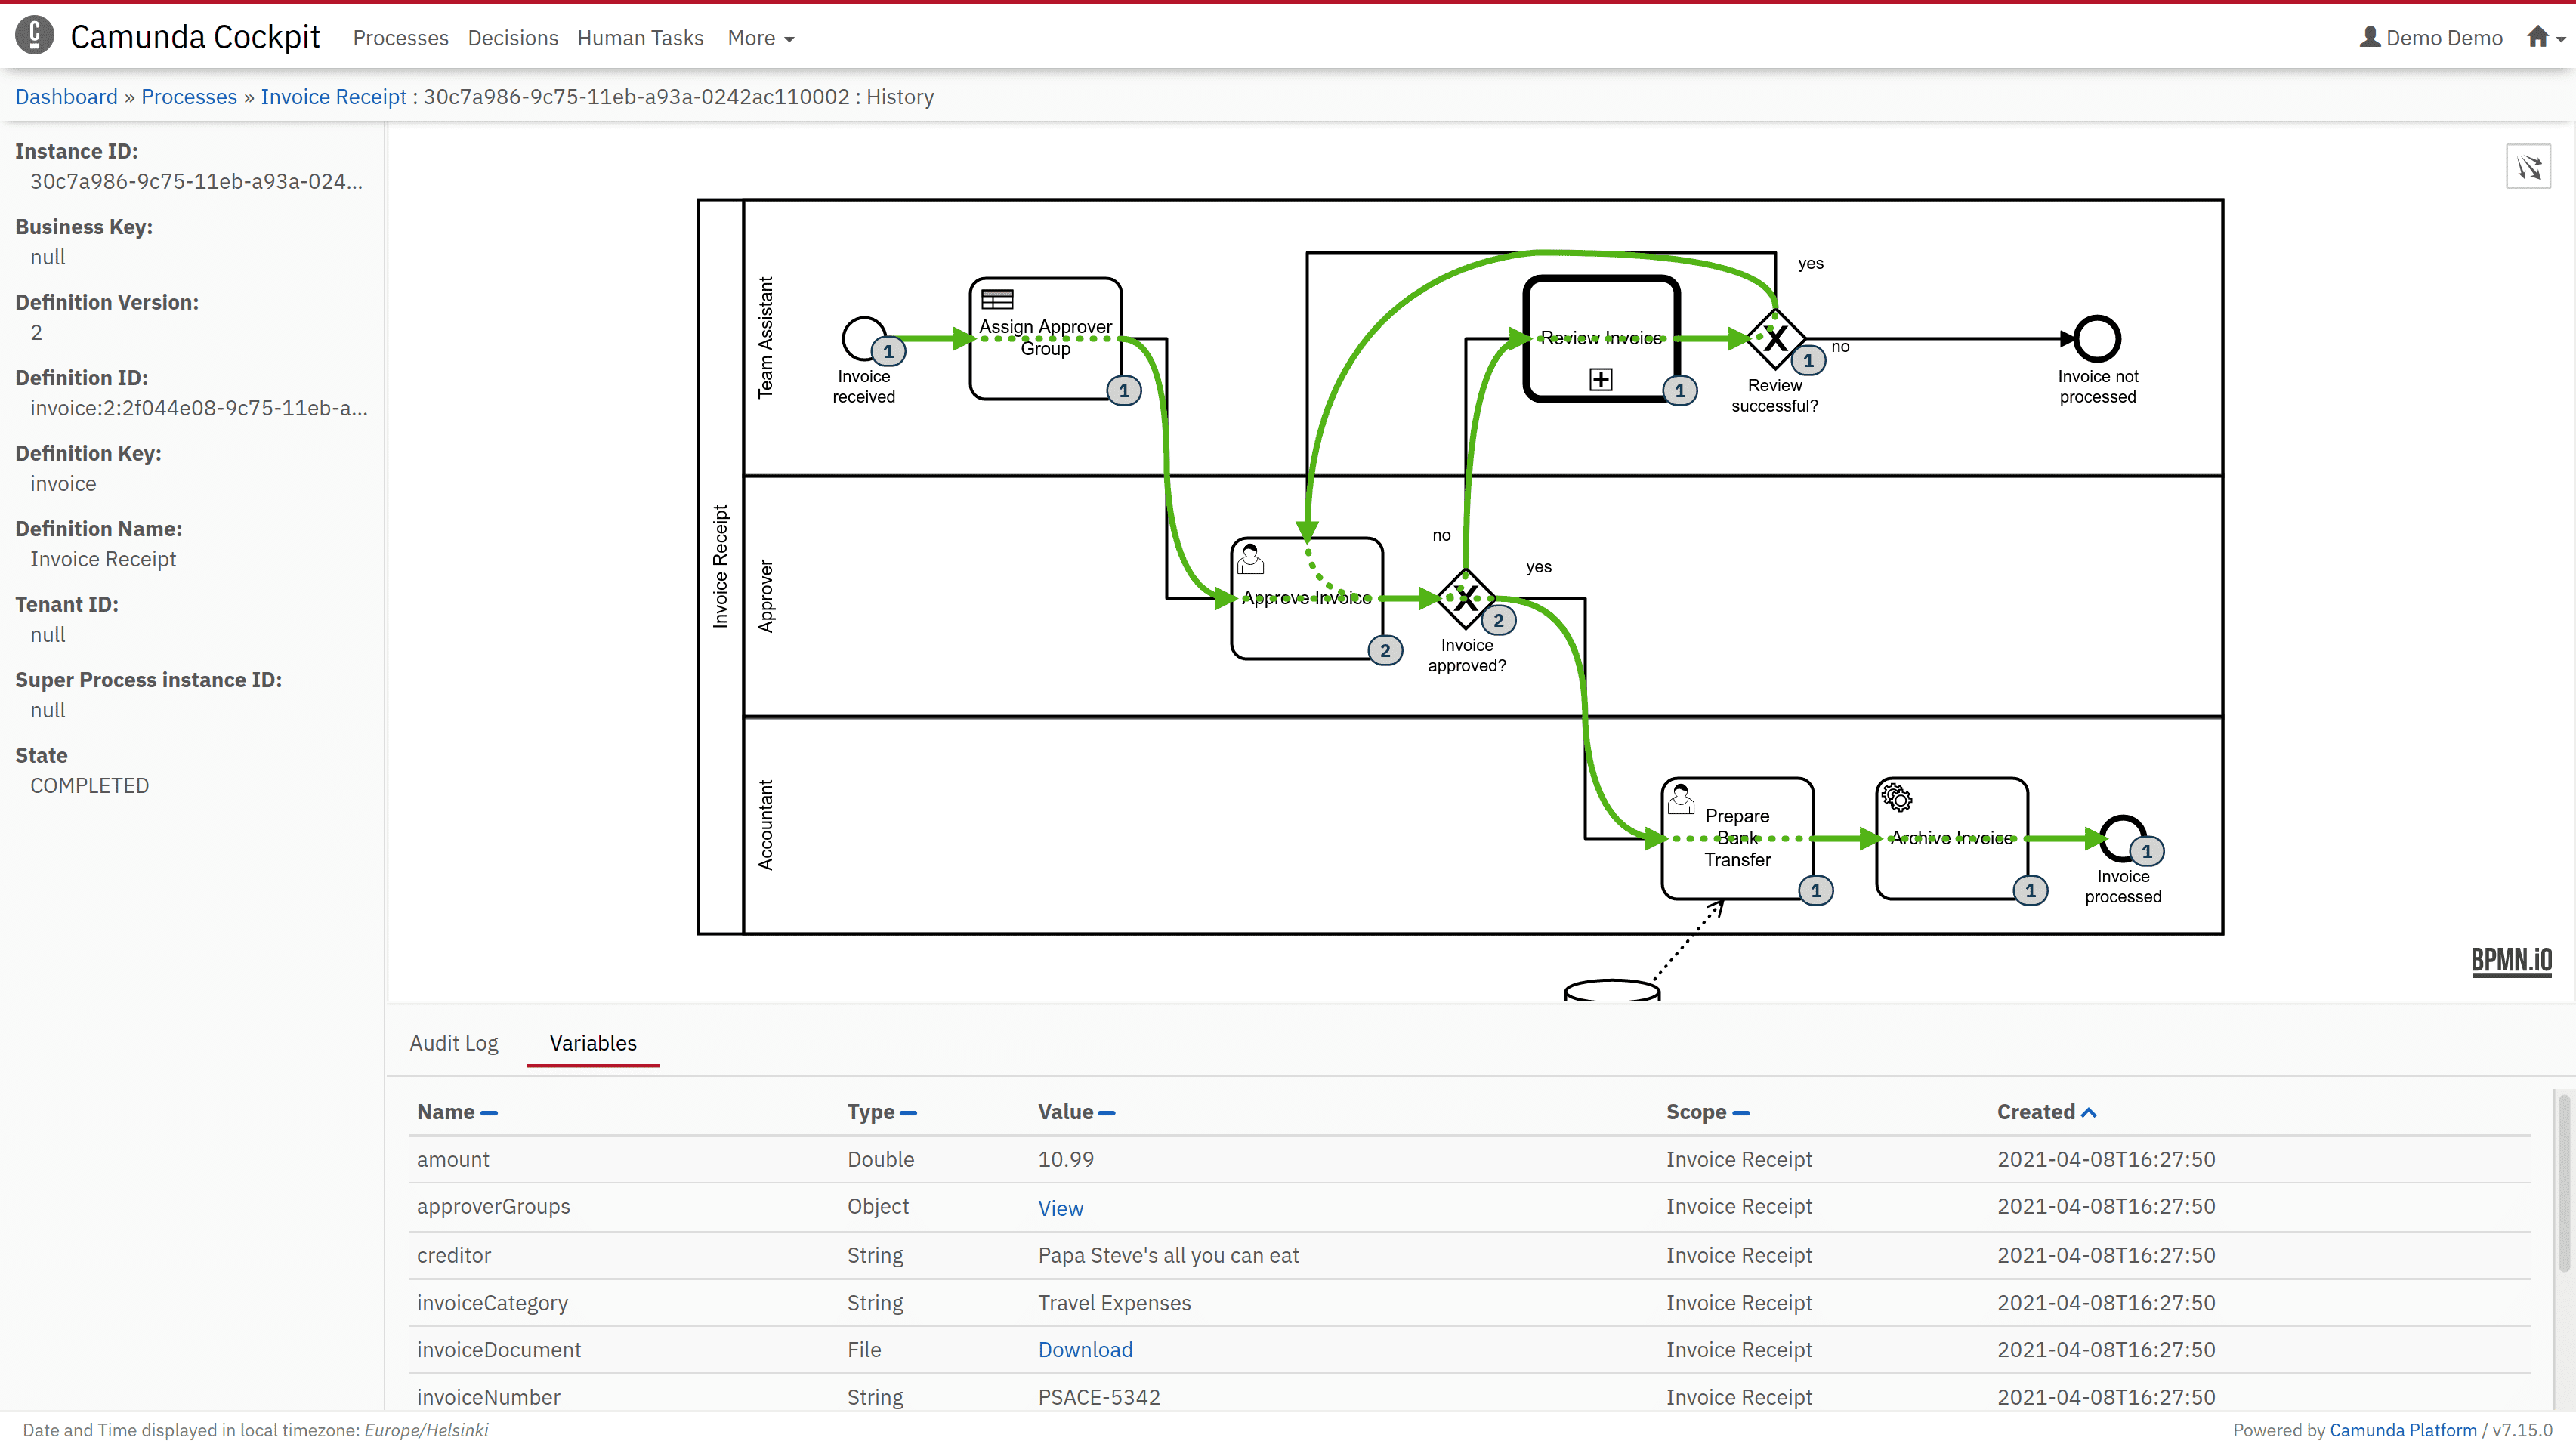 Camunda Cockpit Processes Decisions Human Tasks More Demo Demo
Dashboard » Processes » Invoice Receipt : 30c7a986-9c75-11eb-a93a-0242ac110002 : History
Instance ID:
30c7a986-9c75-11eb-a93a-024...
Business Key:
null
Definition Version:
2
Definition ID:
invoice:2:2f044e08-9c75-11eb-a...
Definition Key:
invoice
Definition Name:
Invoice Receipt
Tenant ID:
null
Super Process instance ID:
null
State
COMPLETED
Invoice Receipt
Team Assistant
Invoice
received
1
Assign Approver
Group
1
Review Invoice
1
yes
no
Review
successful?
1
Invoice not
processed
Approver
Approve Invoice
2
no
yes
Invoice
approved?
2
Accountant
Prepare
Bank
Transfer
1
Archive Invoice
1
Invoice
processed
1
BPMN.iO
Audit Log Variables
Name Type Value Scope Created
amount Double 10.99 Invoice Receipt 2021-04-08T16:27:50
approverGroups Object View Invoice Receipt 2021-04-08T16:27:50
creditor String Papa Steve's all you can eat Invoice Receipt 2021-04-08T16:27:50
invoiceCategory String Travel Expenses Invoice Receipt 2021-04-08T16:27:50
invoiceDocument File Download Invoice Receipt 2021-04-08T16:27:50
invoiceNumber String PSACE-5342 Invoice Receipt 2021-04-08T16:27:50
Date and Time displayed in local timezone: Europe/Helsinki Powered by Camunda Platform / v7.15.0